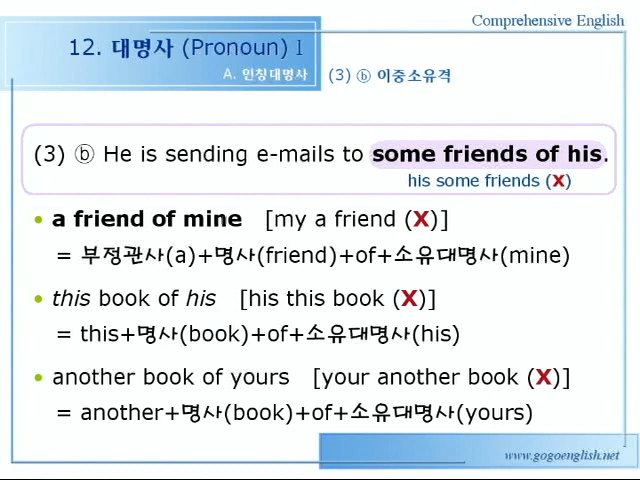 Comprehensive English
12. 대명사 (Pronoun) I
A. 인칭대명사
(3) ⓑ 이중소유격
(3) ⓑ He is sending e-mails to some friends of his.
his some friends (X)
• a friend of mine [my a friend (X)]
= 부정관사(a)+명사(friend)+of+소유대명사(mine)
• this book of his [his this book (X)]
= this+명사(book)+of+소유대명사(his)
• another book of yours [your another book (X)]
= another+명사(book)+of+소유대명사(yours)
www.gogoenglish.net